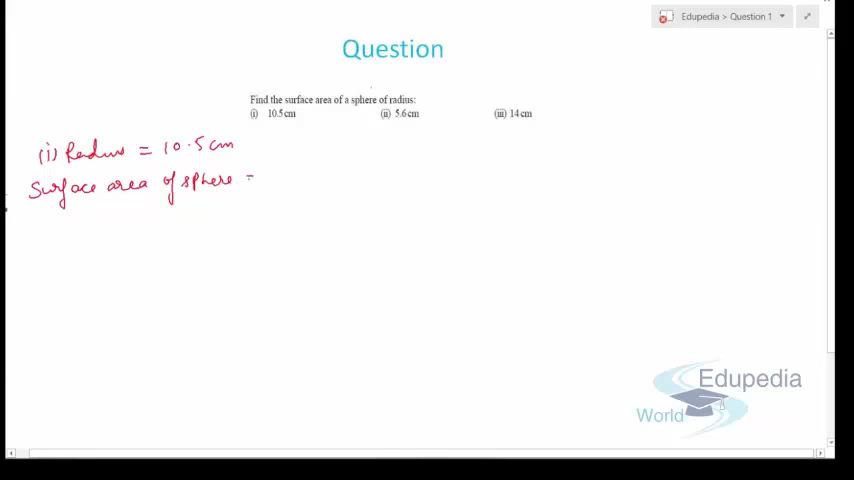 Edupedia > Question 1
Question
Find the surface area of a sphere of radius:
(i) 10.5 cm (ii) 5.6 cm (iii) 14 cm
(i) Radius = 10.5 cm
Surface area of sphere =
Edupedia
World